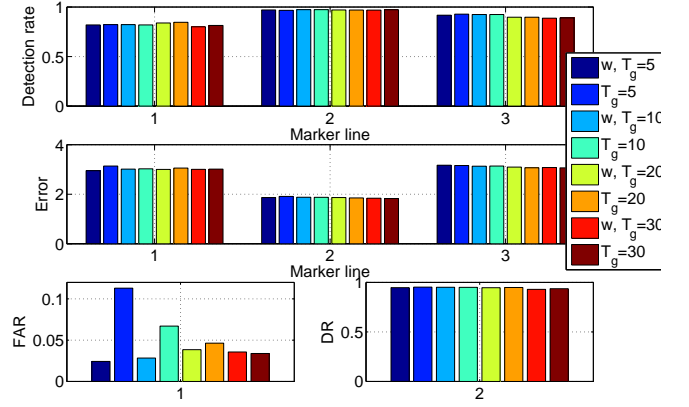 Detection rate
1
0.5
0
1
2
3
Marker line
Error
4
2
0
1
2
3
Marker line
FAR
0.1
0.05
0
1
DR
1
0.5
0
2
w, T_g=5
T_g=5
w, T_g=10
T_g=10
w, T_g=20
T_g=20
w, T_g=30
T_g=30